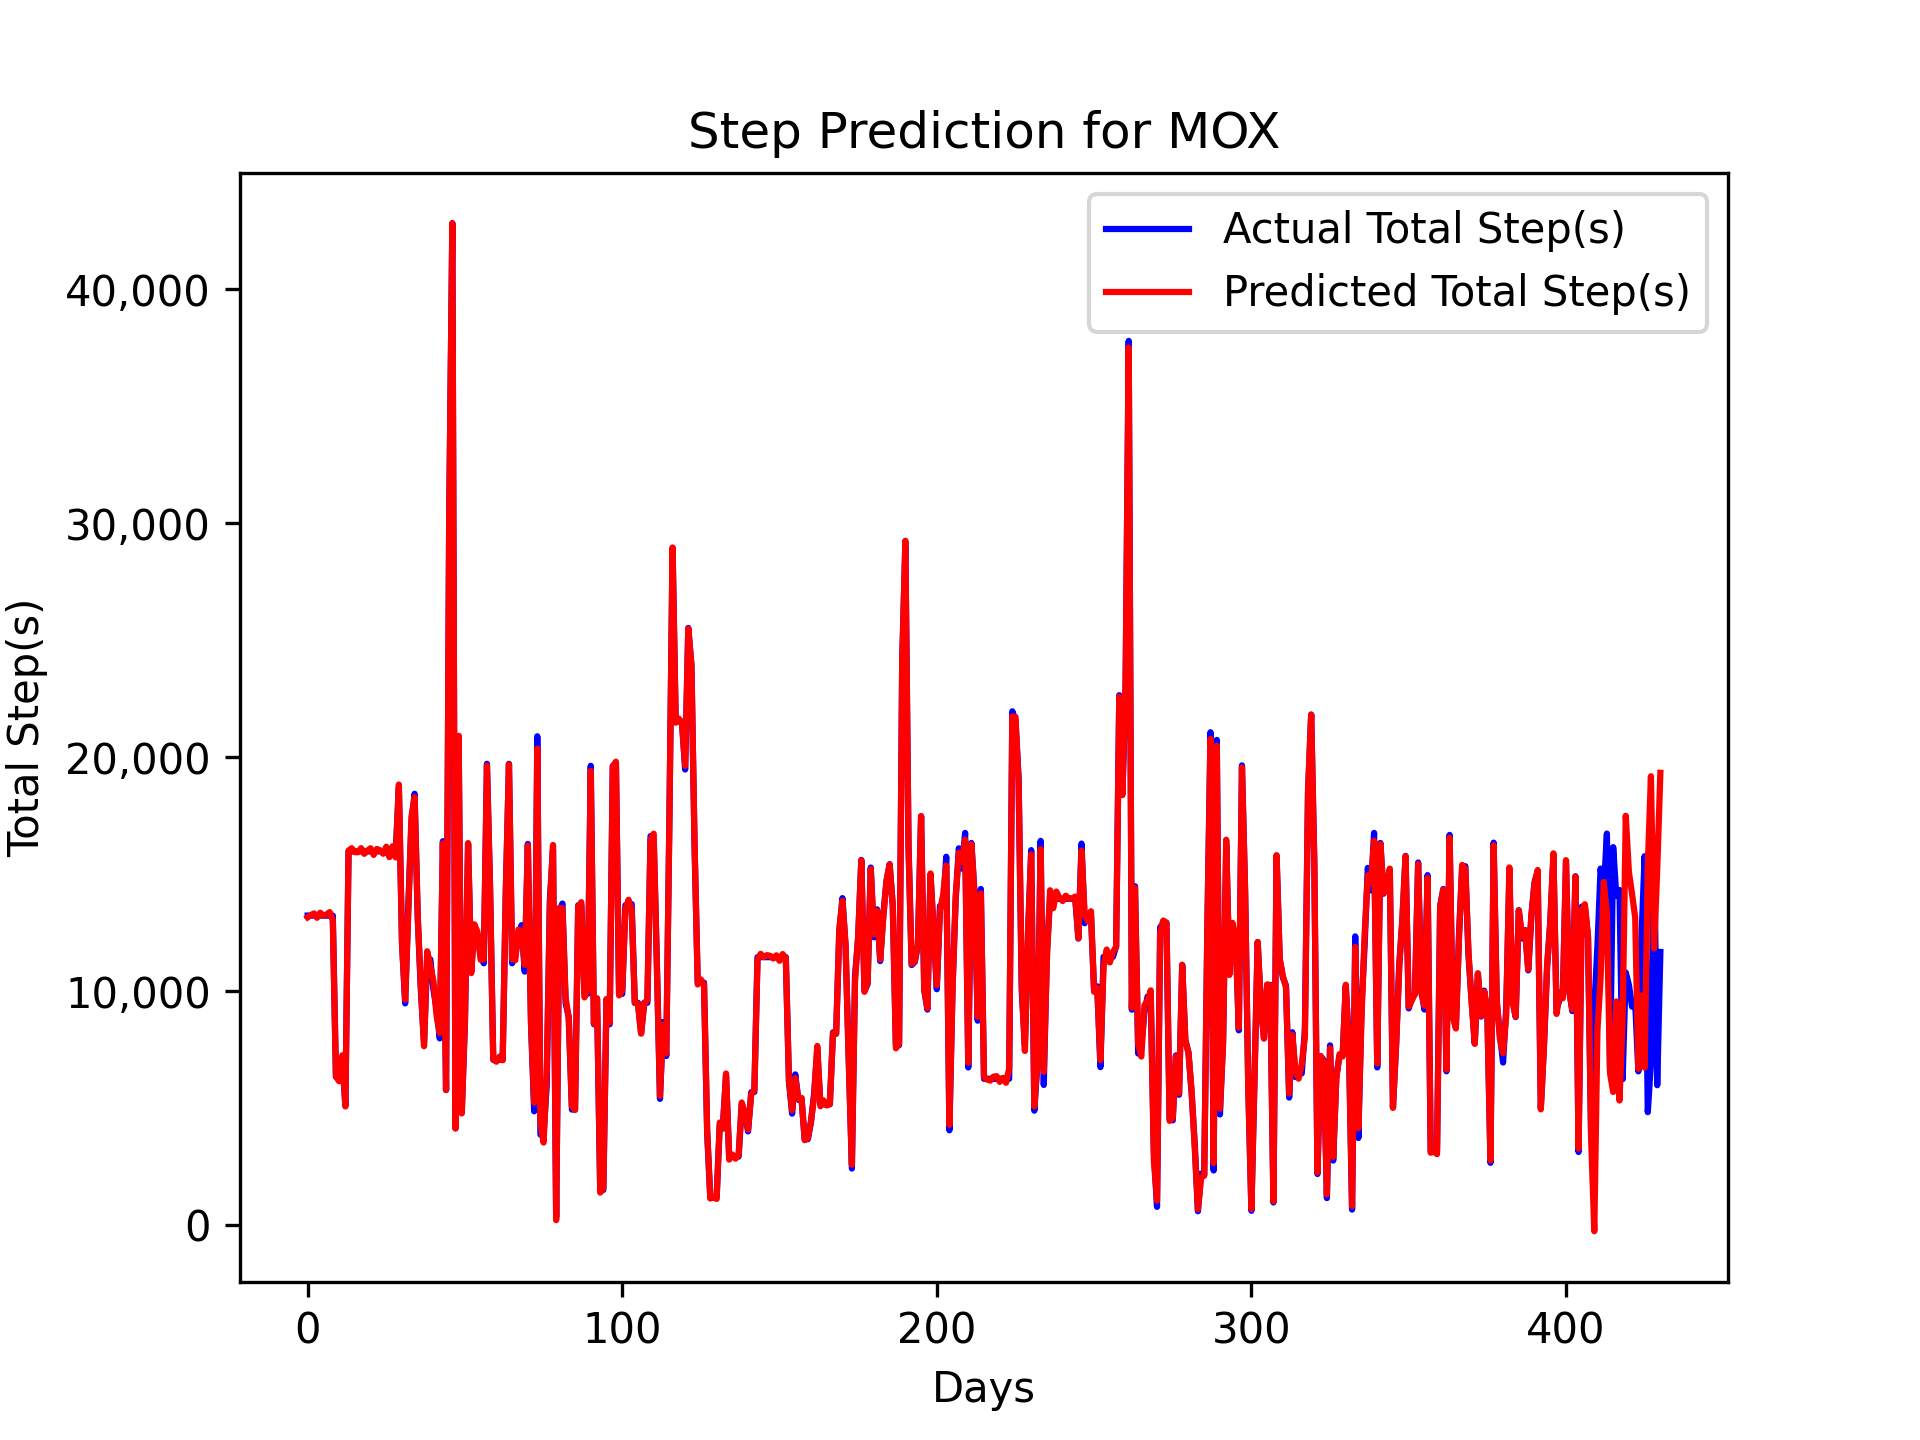 Step Prediction for MOX
Actual Total Step(s)
Predicted Total Step(s)
Total Step(s)
40,000
30,000
20,000
10,000
0
0 100 200 300 400
Days